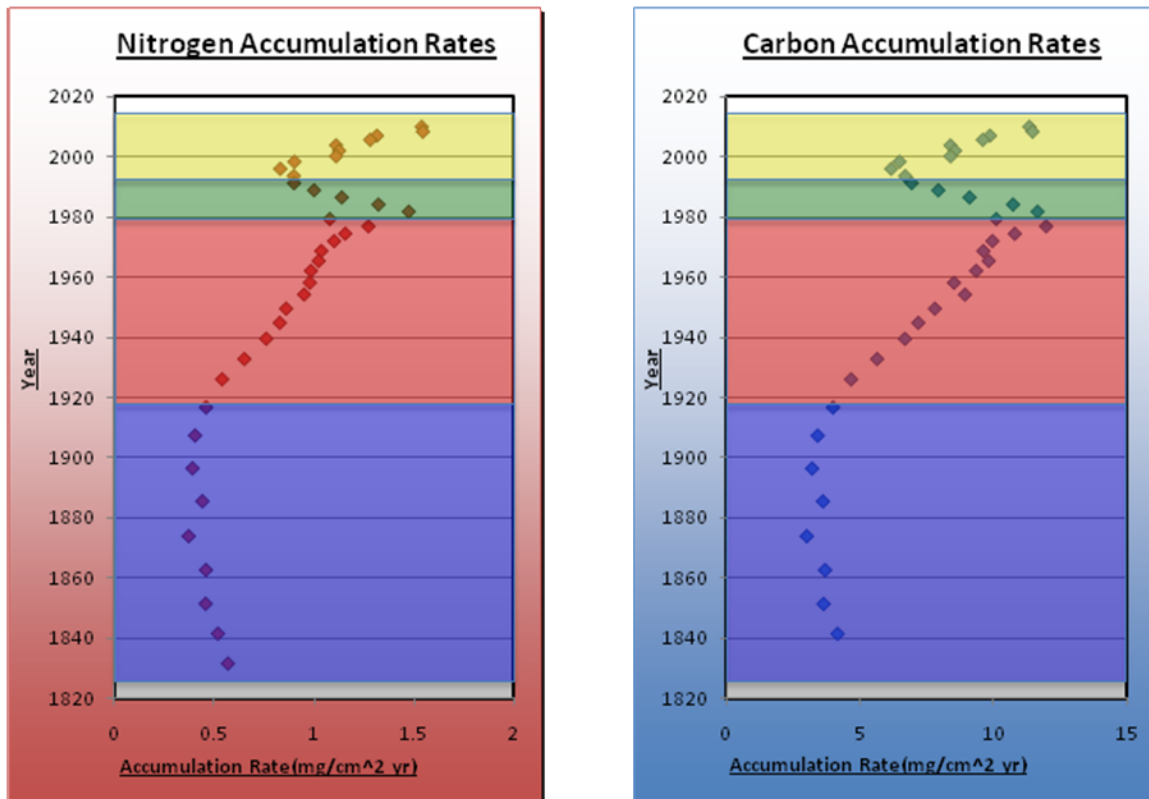 Nitrogen Accumulation Rates
2020
2000
1980
1960
1940
1920
1900
1880
1860
1840
1820
Year
0 0.5 1 1.5 2
Accumulation Rate(mg/cm^2 yr)
Carbon Accumulation Rates
2020
2000
1980
1960
1940
1920
1900
1880
1860
1840
1820
Year
0 5 10 15
Accumulation Rate(mg/cm^2 yr)